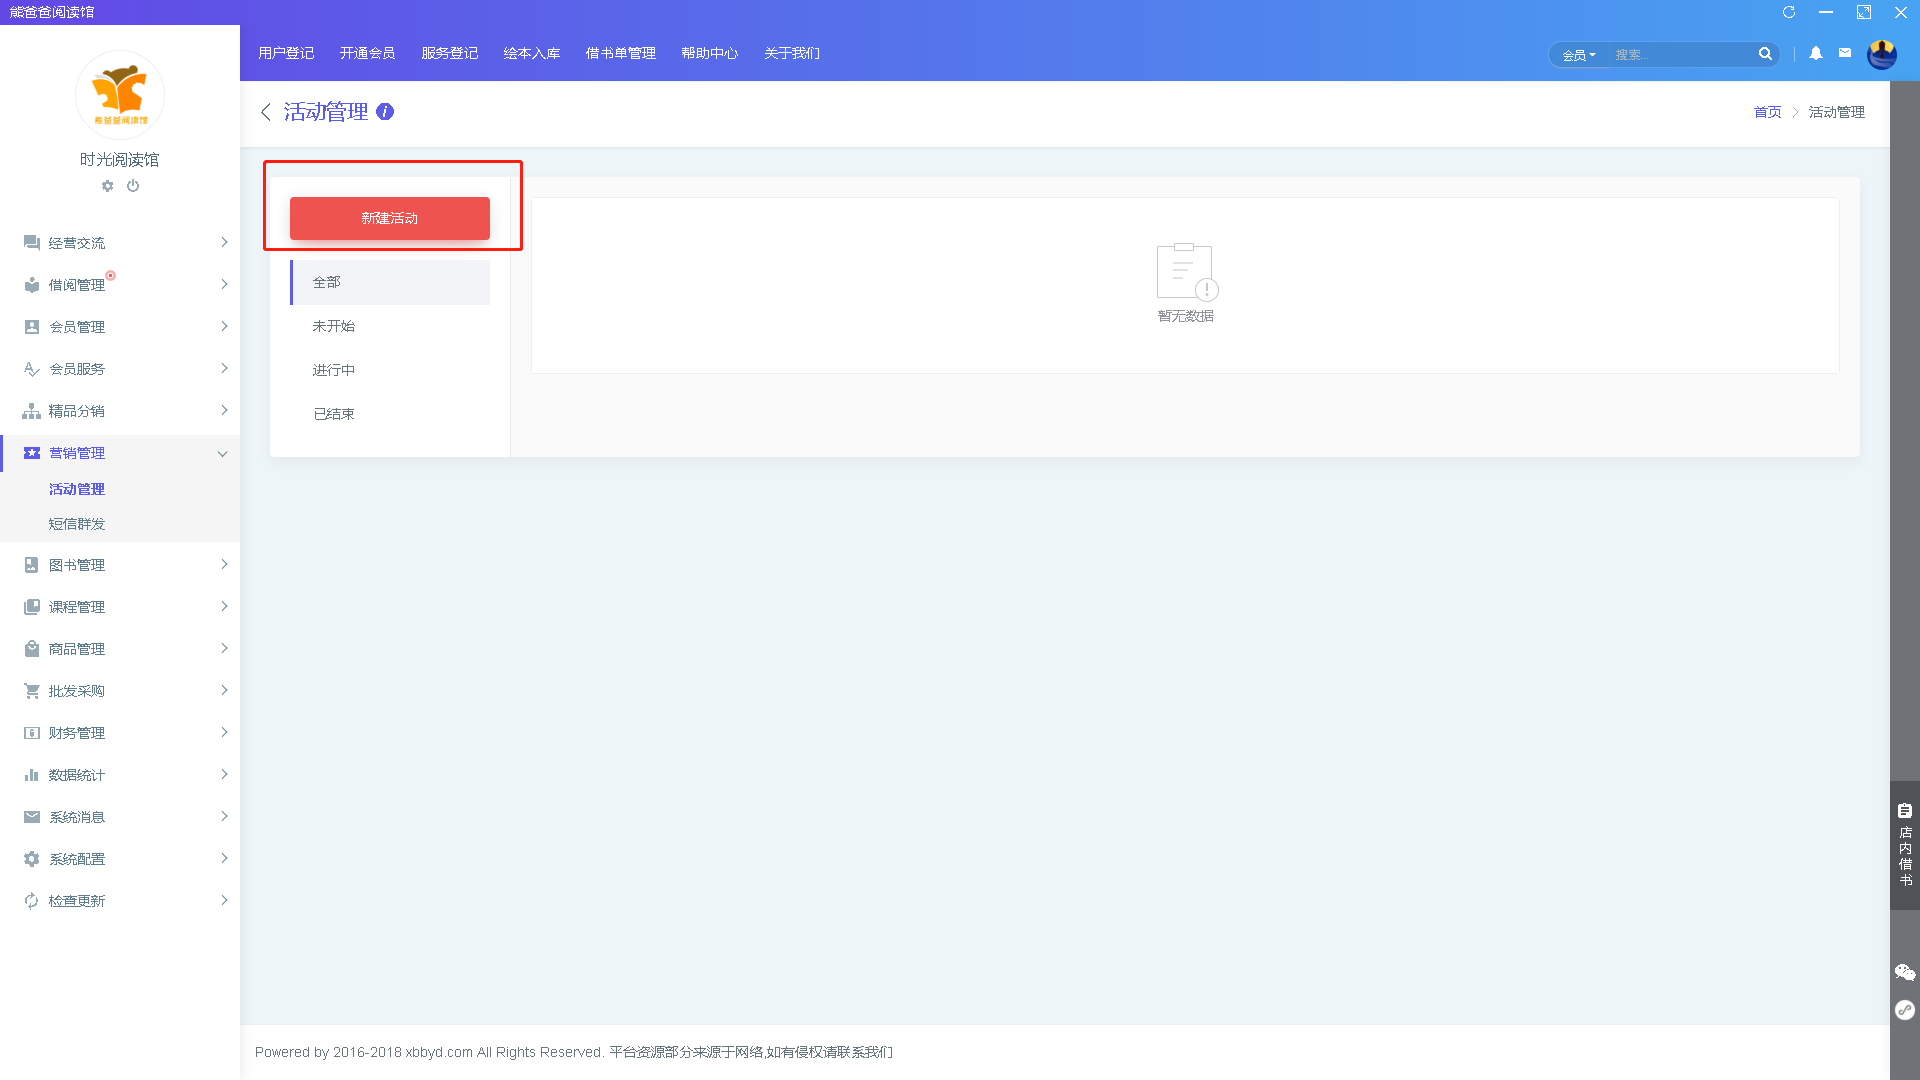 熊爸爸阅读馆
用户登记 开通会员 服务登记 绘本入库 借书单管理 帮助中心 关于我们
会员 搜索...
熊爸爸阅读馆
时光阅读馆
活动管理
首页 > 活动管理
经营交流
借阅管理
会员管理
会员服务
精品分销
营销管理
活动管理
短信群发
图书管理
课程管理
商品管理
批发采购
财务管理
数据统计
系统消息
系统配置
检查更新
新建活动
全部
未开始
进行中
已结束
暂无数据
店内借书
Powered by 2016-2018 xbbyd.com All Rights Reserved. 平台资源部分来源于网络,如有侵权请联系我们